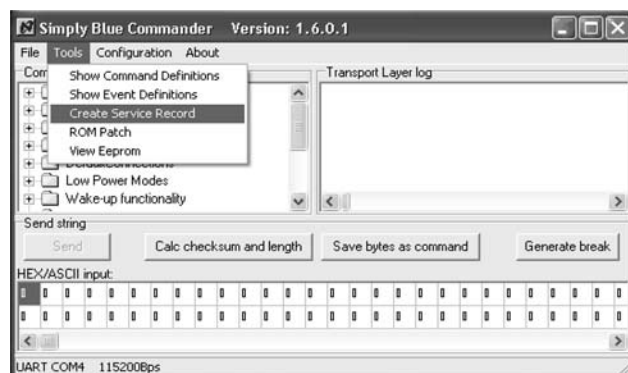 Simply Blue Commander Version: 1.6.0.1
File Tools Configuration About
Show Command Definitions
Show Event Definitions
Create Service Record
ROM Patch
View Eeprom
Com
Low Power Modes
Wake-up functionality
Transport Layer log
Send string
Send
Calc checksum and length
Save bytes as command
Generate break
HEX/ASCII input:
UART COM4 115200Bps